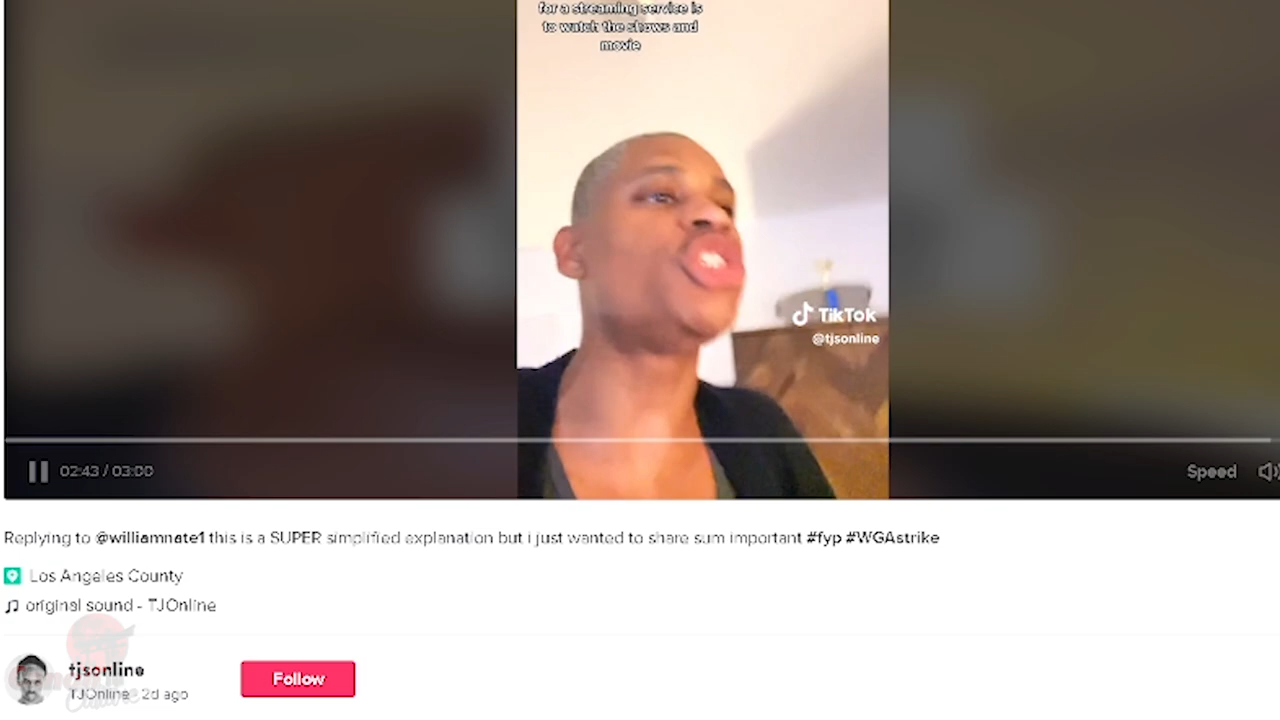 for a streaming service is
to watch the shows and
movie
TikTok
@tjsonline
02:43 / 03:00
Speed
Replying to @williamnate1 this is a SUPER simplified explanation but i just wanted to share sum important #fyp #WGAstrike
Los Angeles County
original sound - TJOnline
tjsonline
TJOnline · 2d ago
Follow